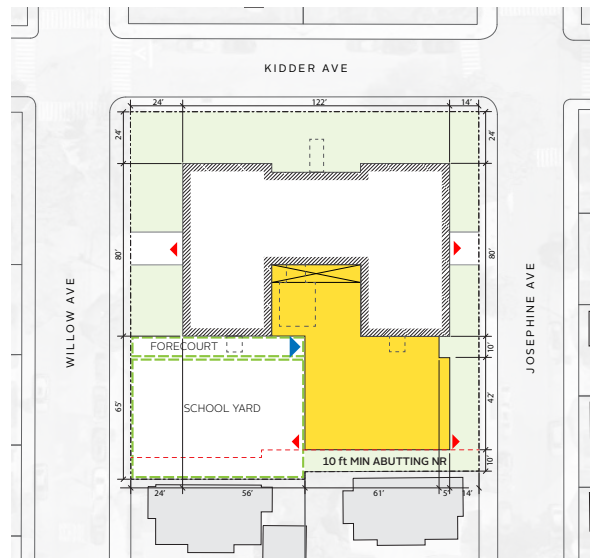 KIDDER AVE
24'
122'
14'
24'
24'
80'
80'
WILLOW AVE
JOSEPHINE AVE
FORECOURT
10'
SCHOOL YARD
65'
42'
10 ft MIN ABUTTING NR
10'
24'
56'
61'
5'
14'